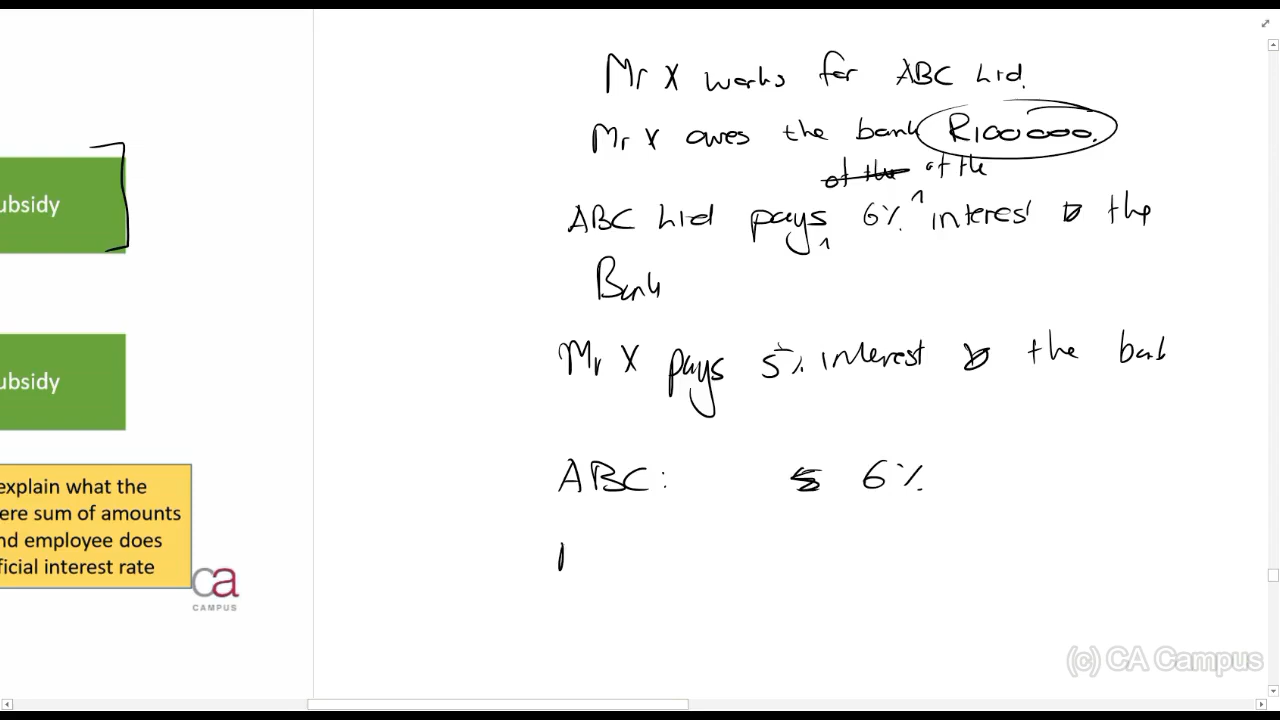 Mr X works for ABC Ltd.
Mr X owes the bank R100 000.
of the of the
ABC Ltd pays 6% interest to the
Bank
Mr X pays 5% interest to the bank
ABC: 6%
ubsidy
ubsidy
explain what the
ere sum of amounts
nd employee does
ficial interest rate
ca
CAMPUS
(c) CA Campus